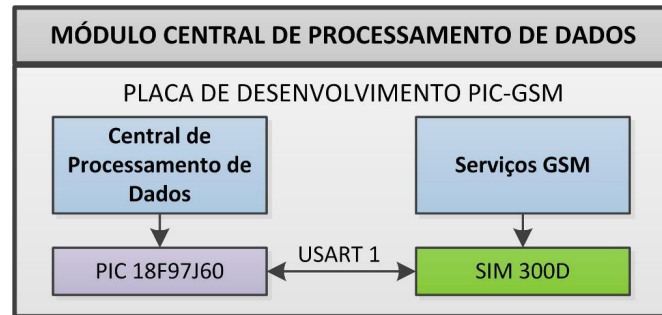 MÓDULO CENTRAL DE PROCESSAMENTO DE DADOS
PLACA DE DESENVOLVIMENTO PIC-GSM
Central de
Processamento de
Dados
Serviços GSM
PIC 18F97J60
USART 1
SIM 300D